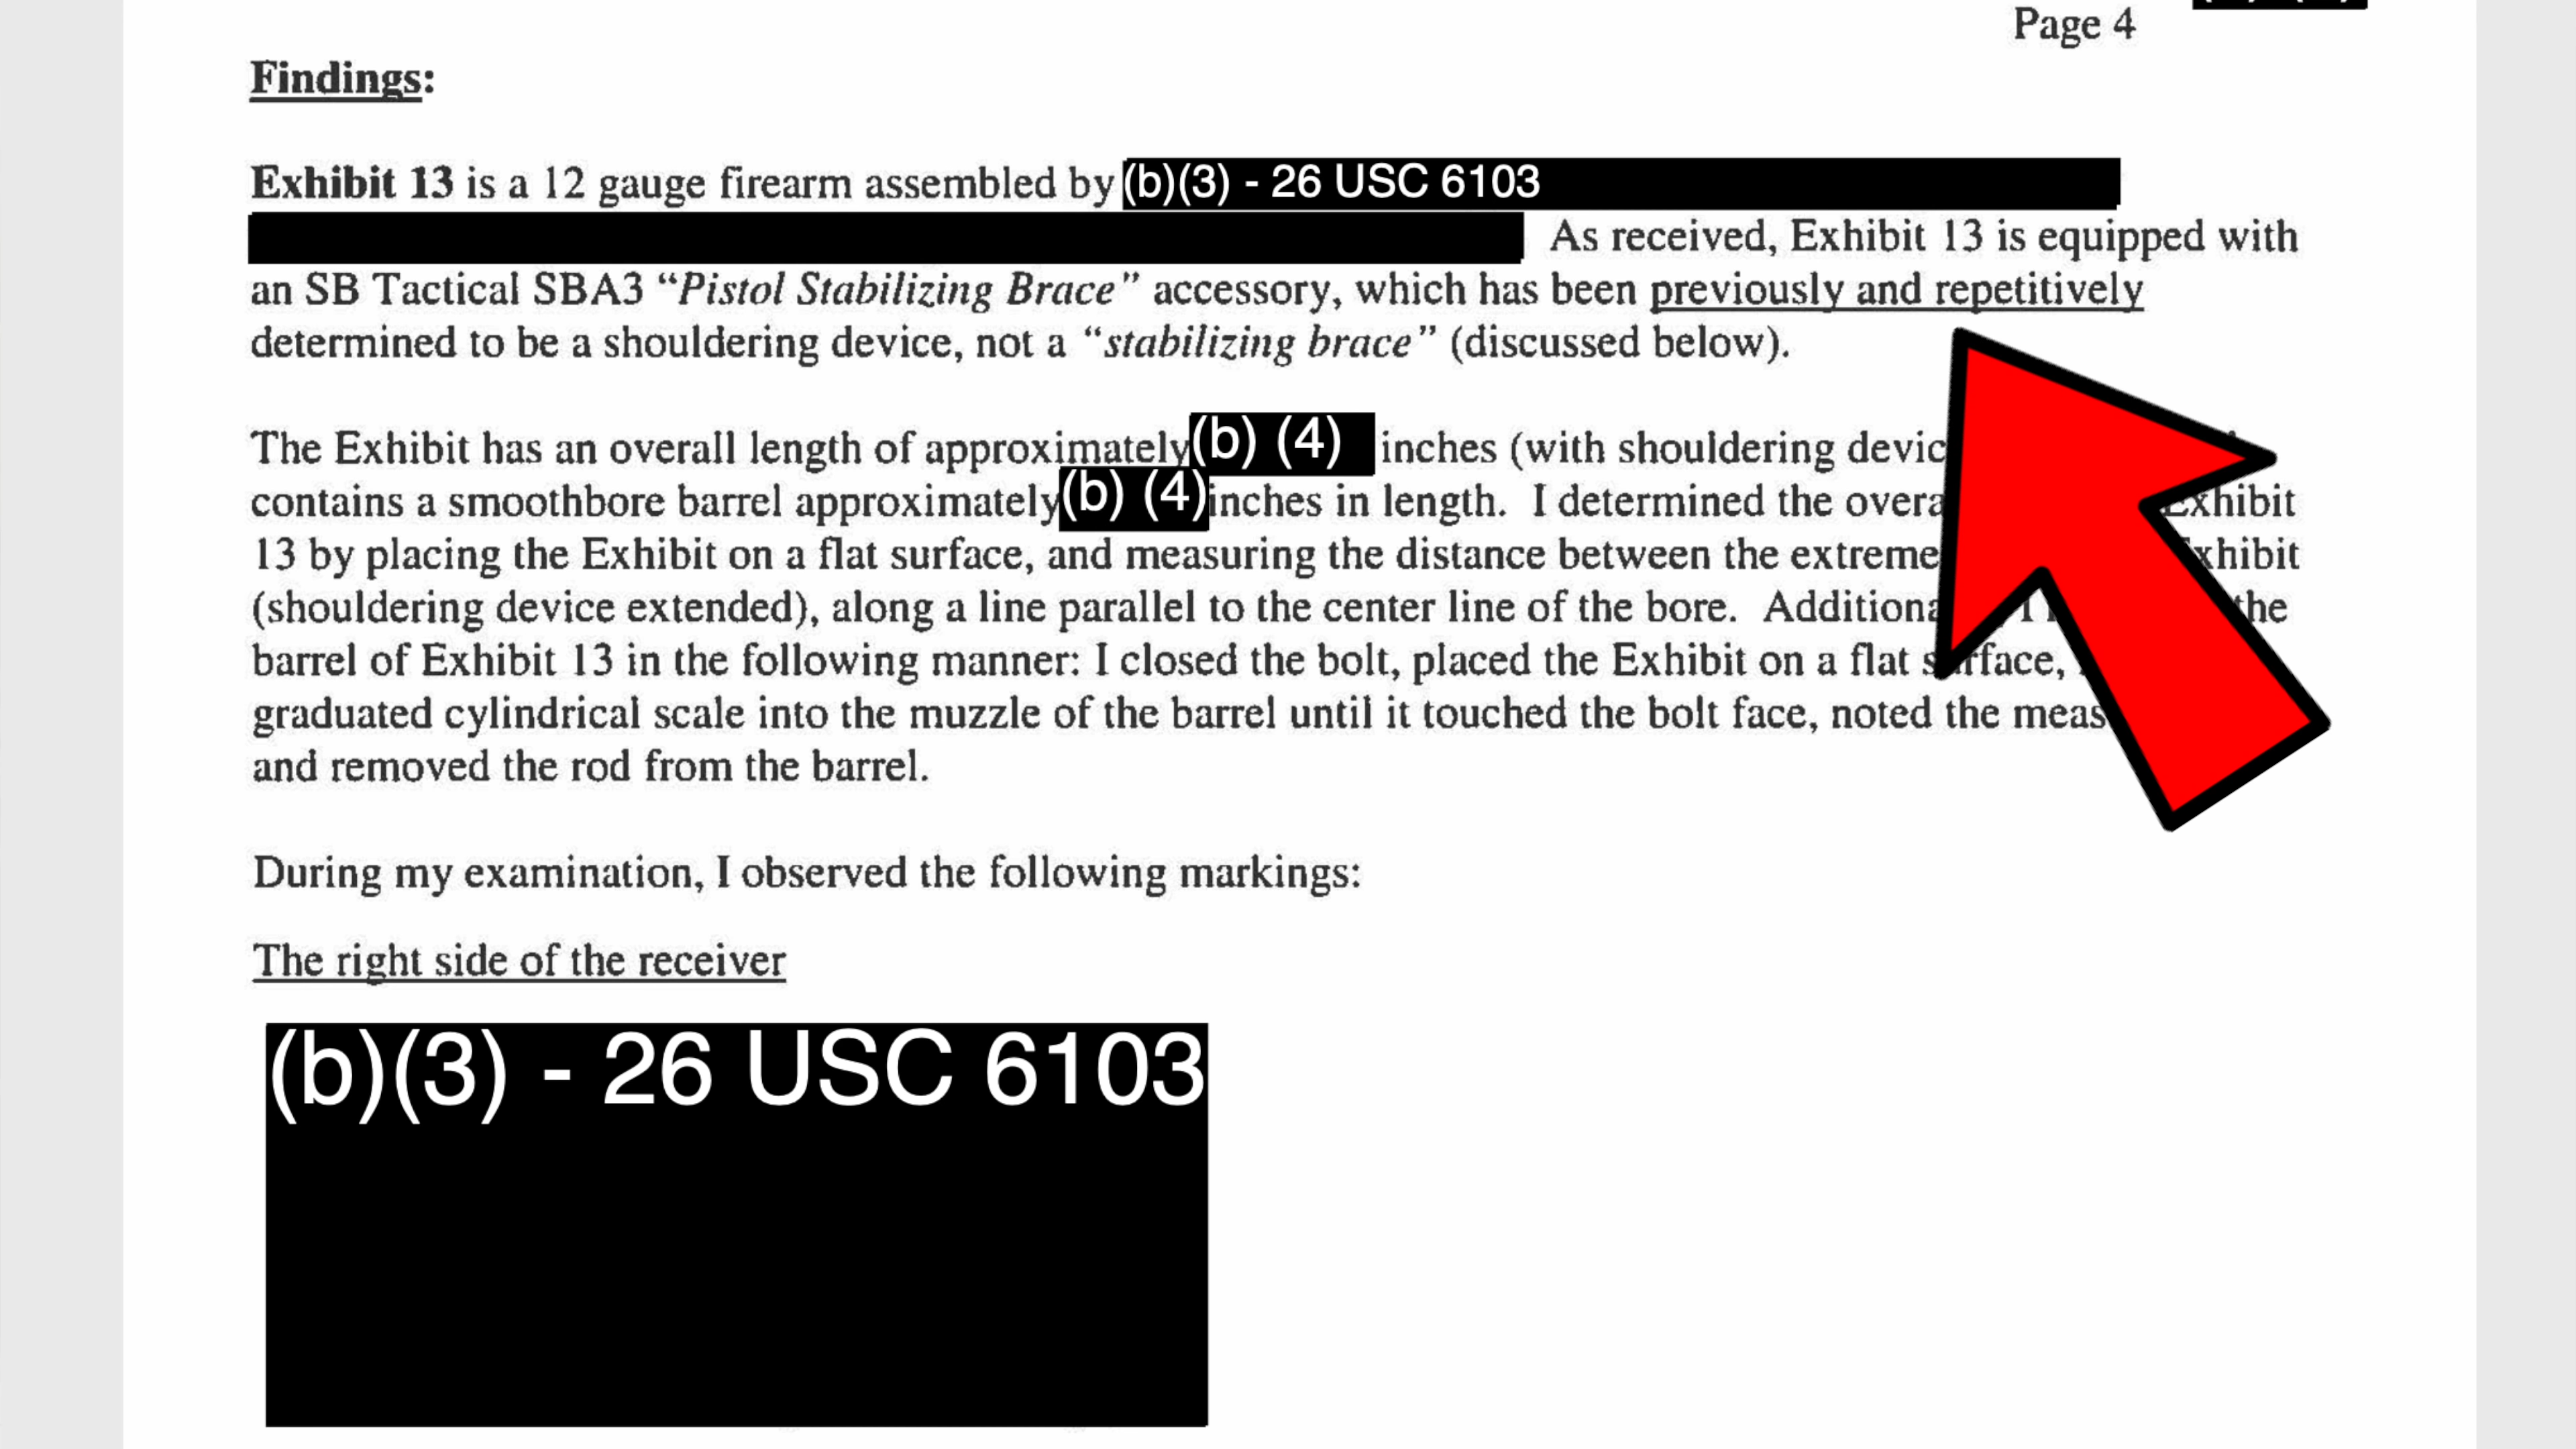 Page 4
Findings:
Exhibit 13 is a 12 gauge firearm assembled by (b)(3) - 26 USC 6103
As received, Exhibit 13 is equipped with
an SB Tactical SBA3 “Pistol Stabilizing Brace” accessory, which has been previously and repetitively
determined to be a shouldering device, not a “stabilizing brace” (discussed below).
The Exhibit has an overall length of approximately (b) (4) inches (with shouldering
contains a smoothbore barrel approximately (b) (4) inches in length. I determined the Exhibit
13 by placing the Exhibit on a flat surface, and measuring the distance between the
(shouldering device extended), along a line parallel to the center line of the bore. the
barrel of Exhibit 13 in the following manner: I closed the bolt, placed the Exhibit on a flat surface,
graduated cylindrical scale into the muzzle of the barrel until it touched the bolt face, noted the
and removed the rod from the barrel.
During my examination, I observed the following markings:
The right side of the receiver
(b)(3) - 26 USC 6103